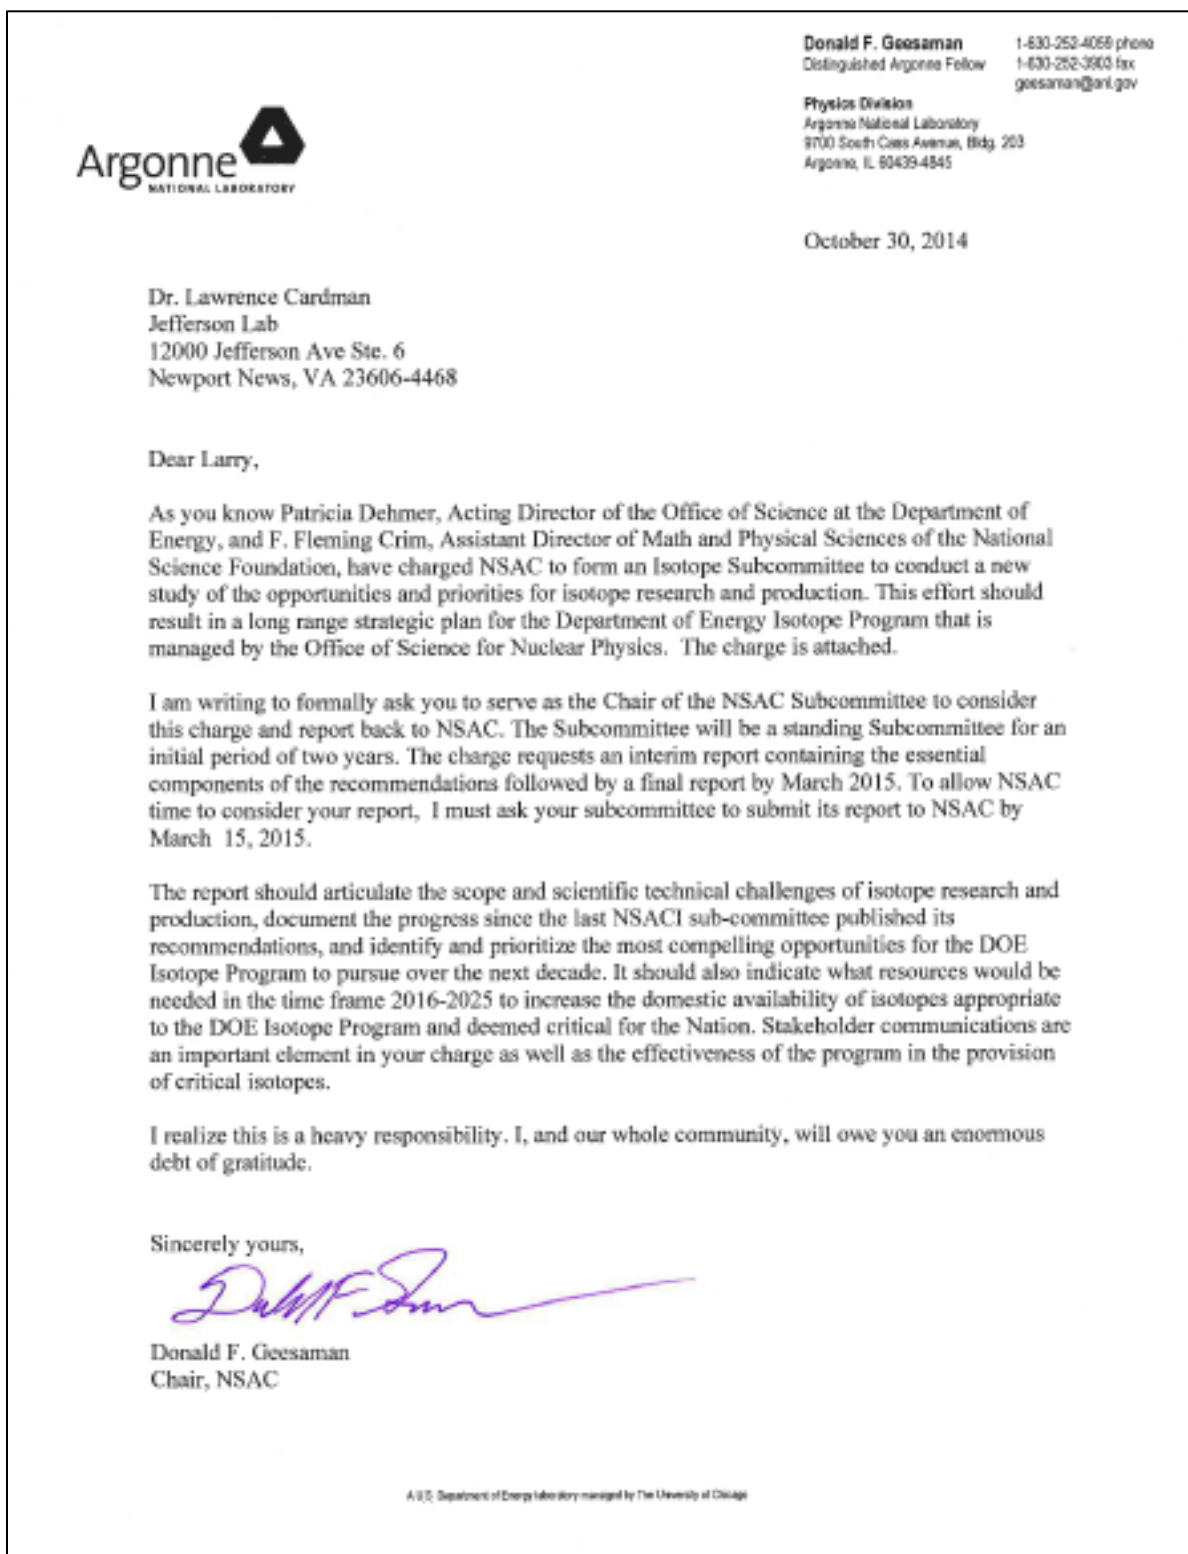 Donald F. Geesaman
Distinguished Argonne Fellow
1-630-252-4059 phone
1-630-252-3903 fax
geesaman@anl.gov
Physics Division
Argonne National Laboratory
9700 South Cass Avenue, Bldg. 203
Argonne, IL 60439-4845
Argonne
NATIONAL LABORATORY
October 30, 2014
Dr. Lawrence Cardman
Jefferson Lab
12000 Jefferson Ave Ste. 6
Newport News, VA 23606-4468
Dear Larry,
As you know Patricia Dehmer, Acting Director of the Office of Science at the Department of
Energy, and F. Fleming Crim, Assistant Director of Math and Physical Sciences of the National
Science Foundation, have charged NSAC to form an Isotope Subcommittee to conduct a new
study of the opportunities and priorities for isotope research and production. This effort should
result in a long range strategic plan for the Department of Energy Isotope Program that is
managed by the Office of Science for Nuclear Physics.  The charge is attached.
I am writing to formally ask you to serve as the Chair of the NSAC Subcommittee to consider
this charge and report back to NSAC. The Subcommittee will be a standing Subcommittee for an
initial period of two years. The charge requests an interim report containing the essential
components of the recommendations followed by a final report by March 2015. To allow NSAC
time to consider your report,  I must ask your subcommittee to submit its report to NSAC by
March  15, 2015.
The report should articulate the scope and scientific technical challenges of isotope research and
production, document the progress since the last NSACI sub-committee published its
recommendations, and identify and prioritize the most compelling opportunities for the DOE
Isotope Program to pursue over the next decade. It should also indicate what resources would be
needed in the time frame 2016-2025 to increase the domestic availability of isotopes appropriate
to the DOE Isotope Program and deemed critical for the Nation. Stakeholder communications are
an important element in your charge as well as the effectiveness of the program in the provision
of critical isotopes.
I realize this is a heavy responsibility. I, and our whole community, will owe you an enormous
debt of gratitude.
Sincerely yours,
Donald F. Geesaman
Chair, NSAC
A U.S. Department of Energy laboratory managed by The University of Chicago